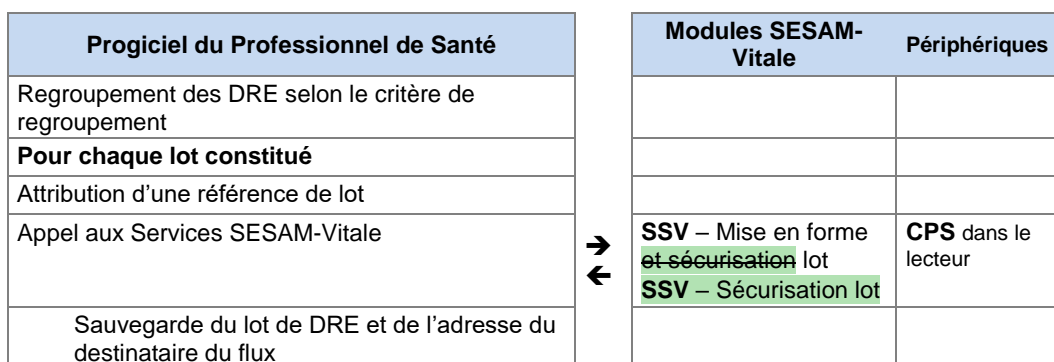 Progiciel du Professionnel de Santé
Modules SESAM-
Vitale
Périphériques
Regroupement des DRE selon le critère de
regroupement
Pour chaque lot constitué
Attribution d’une référence de lot
Appel aux Services SESAM-Vitale
➔
🡸
SSV – Mise en forme
et sécurisation lot
SSV – Sécurisation lot
CPS dans le
lecteur
Sauvegarde du lot de DRE et de l’adresse du
destinataire du flux